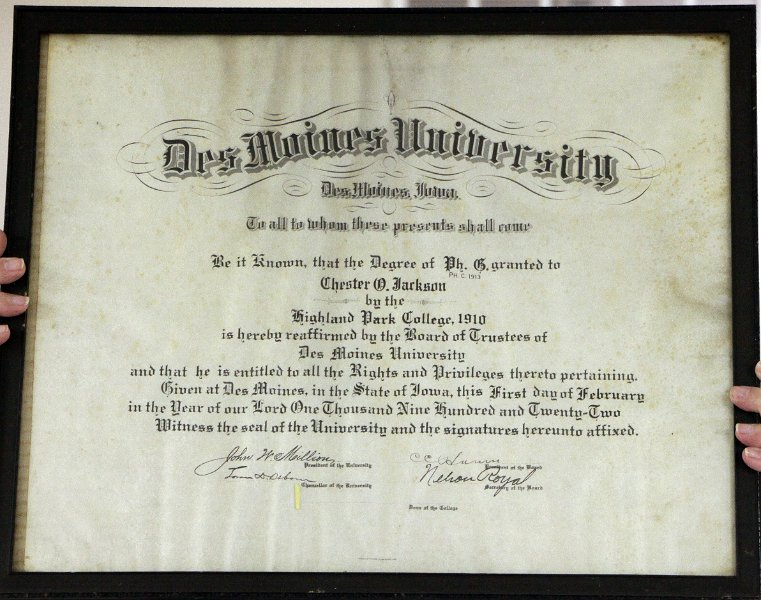 Des Moines University
Des Moines, Iowa.
To all to whom these presents shall come
Be it Known, that the Degree of Ph. G. granted to
PH. C. 1913
Chester O. Jackson
by the
Highland Park College, 1910
is hereby reaffirmed by the Board of Trustees of
Des Moines University
and that he is entitled to all the Rights and Privileges thereto pertaining.
Given at Des Moines, in the State of Iowa, this First day of February
in the Year of our Lord One Thousand Nine Hundred and Twenty-Two
Witness the seal of the University and the signatures hereunto affixed.
John W. Million
President of the University
President of the Board
Nelson Royal
Secretary of the Board
Chancellor of the University
Dean of the College